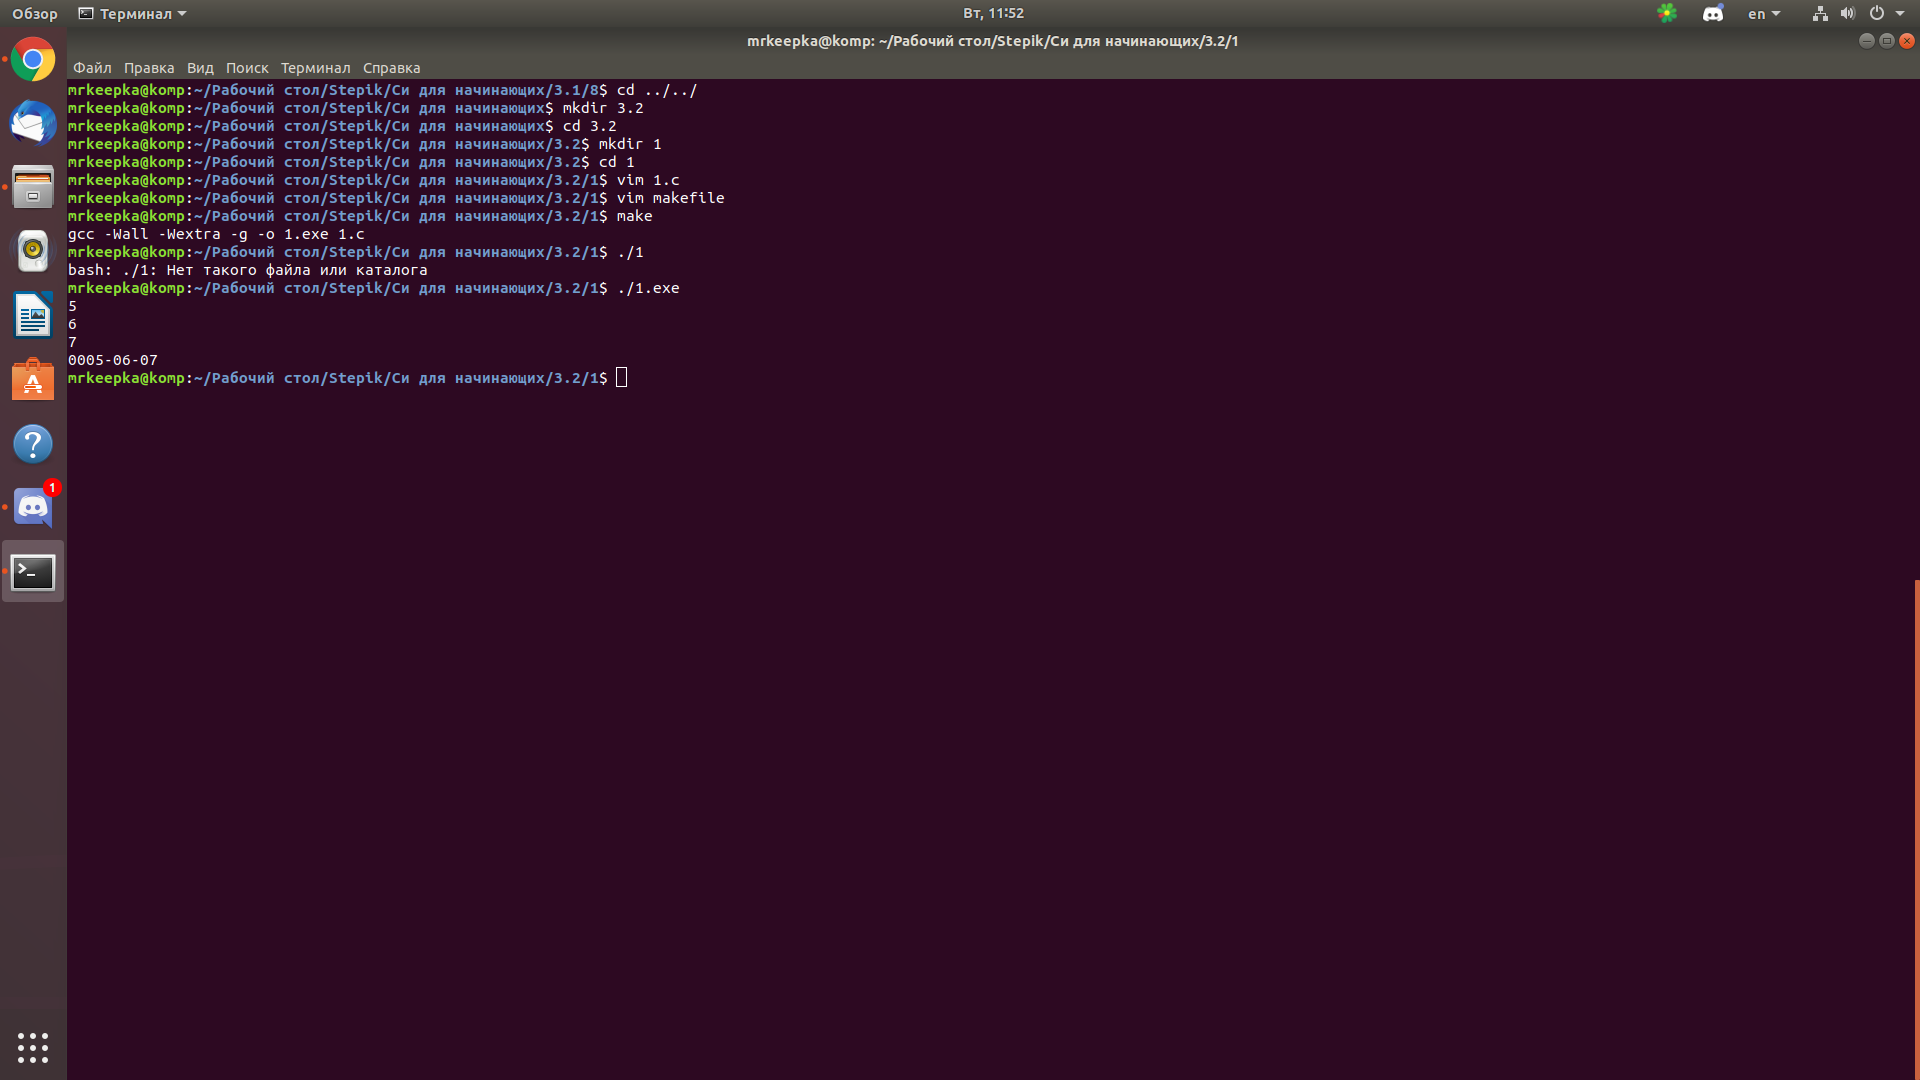 Обзор Терминал Вт, 11:52 en
mrkeepka@komp: ~/Рабочий стол/Stepik/Си для начинающих/3.2/1
Файл Правка Вид Поиск Терминал Справка
mrkeepka@komp:~/Рабочий стол/Stepik/Си для начинающих/3.1/8$ cd ../../
mrkeepka@komp:~/Рабочий стол/Stepik/Си для начинающих$ mkdir 3.2
mrkeepka@komp:~/Рабочий стол/Stepik/Си для начинающих$ cd 3.2
mrkeepka@komp:~/Рабочий стол/Stepik/Си для начинающих/3.2$ mkdir 1
mrkeepka@komp:~/Рабочий стол/Stepik/Си для начинающих/3.2$ cd 1
mrkeepka@komp:~/Рабочий стол/Stepik/Си для начинающих/3.2/1$ vim 1.c
mrkeepka@komp:~/Рабочий стол/Stepik/Си для начинающих/3.2/1$ vim makefile
mrkeepka@komp:~/Рабочий стол/Stepik/Си для начинающих/3.2/1$ make
gcc -Wall -Wextra -g -o 1.exe 1.c
mrkeepka@komp:~/Рабочий стол/Stepik/Си для начинающих/3.2/1$ ./1
bash: ./1: Нет такого файла или каталога
mrkeepka@komp:~/Рабочий стол/Stepik/Си для начинающих/3.2/1$ ./1.exe
5
6
7
0005-06-07
mrkeepka@komp:~/Рабочий стол/Stepik/Си для начинающих/3.2/1$
1